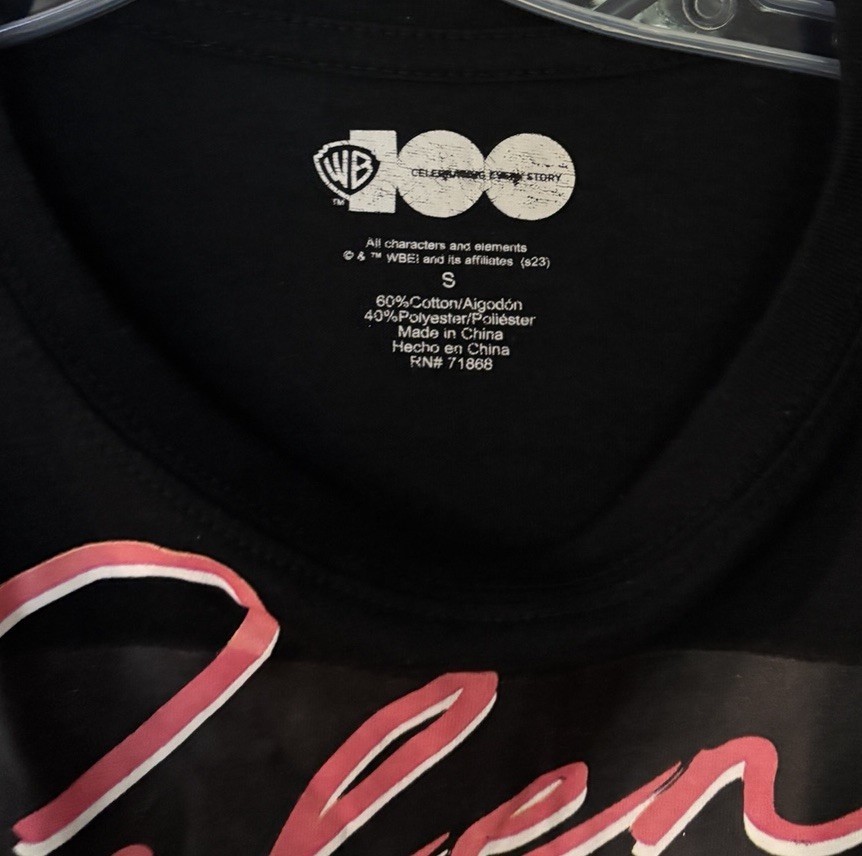 WB
100
CELEBRATING EVERY STORY
TM
All characters and elements
© & ™ WBEI and its affiliates (s23)
S
60%Cotton/Algodón
40%Polyester/Poliéster
Made in China
Hecho en China
RN# 71868